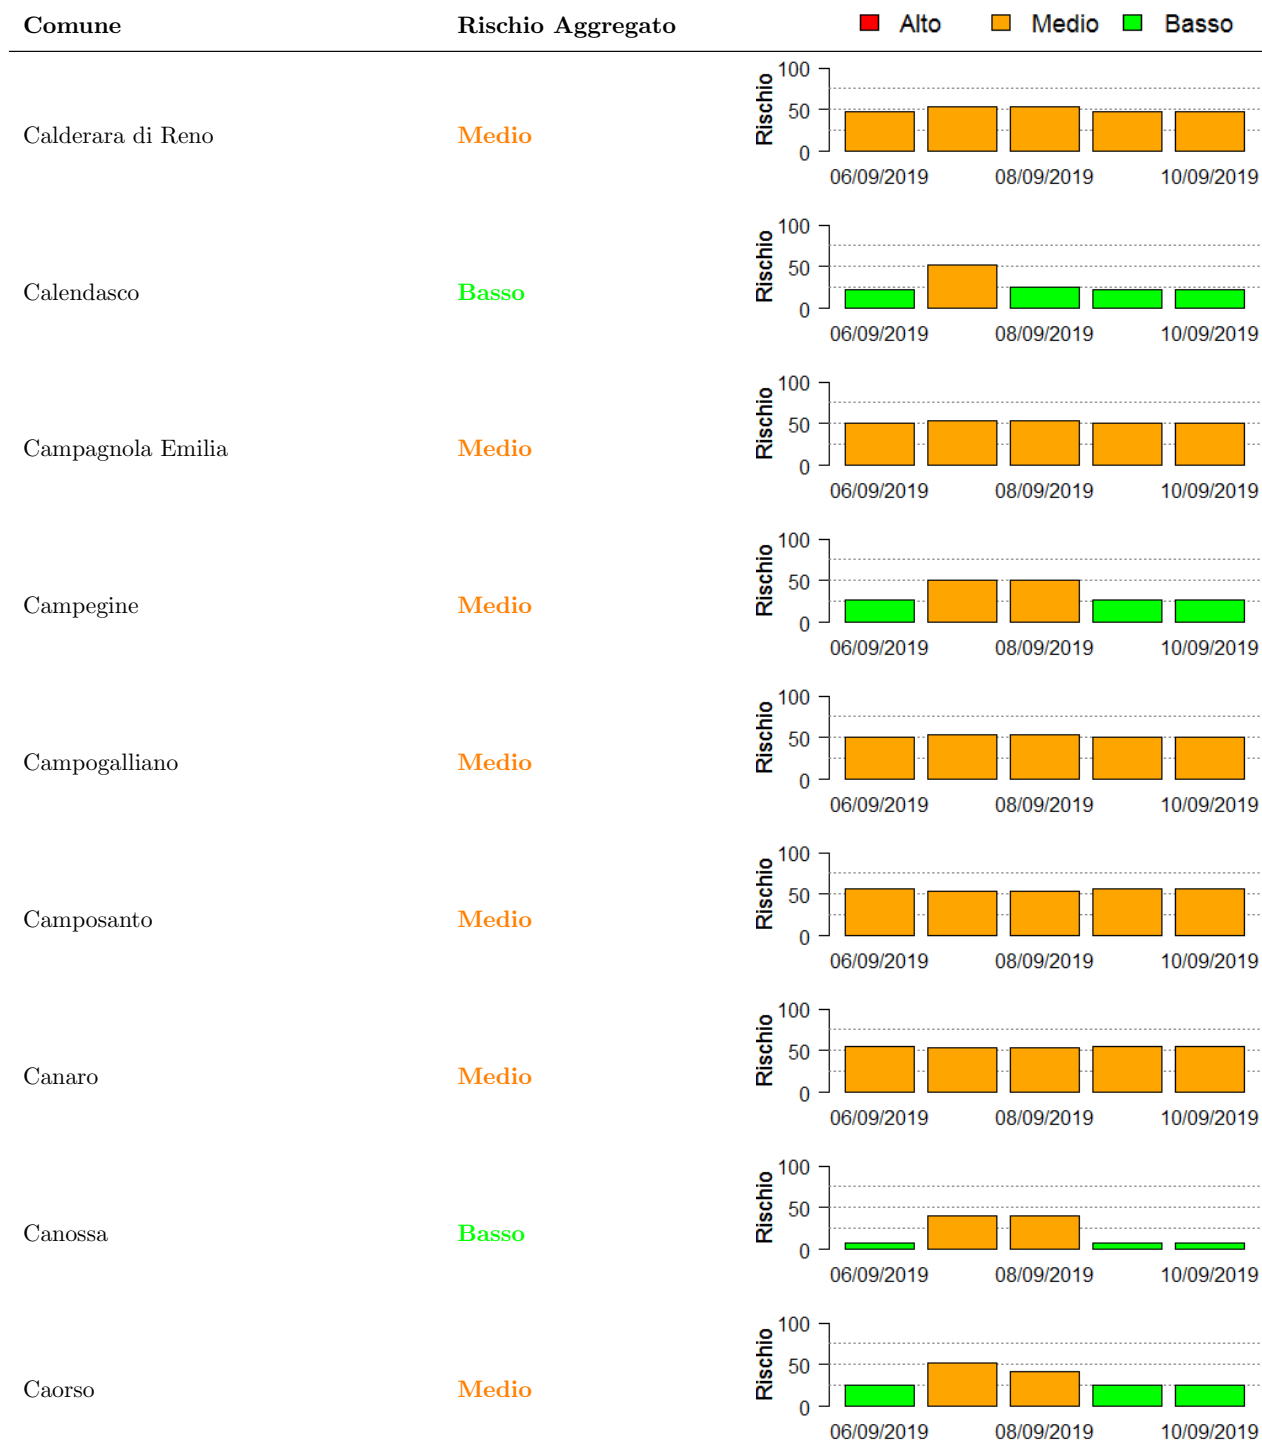 Comune Rischio Aggregato Alto Medio Basso
100
50
0
Rischio
Calderara di Reno Medio
06/09/2019 08/09/2019 10/09/2019
100
50
0
Rischio
Calendasco Basso
06/09/2019 08/09/2019 10/09/2019
100
50
0
Rischio
Campagnola Emilia Medio
06/09/2019 08/09/2019 10/09/2019
100
50
0
Rischio
Campegine Medio
06/09/2019 08/09/2019 10/09/2019
100
50
0
Rischio
Campogalliano Medio
06/09/2019 08/09/2019 10/09/2019
100
50
0
Rischio
Camposanto Medio
06/09/2019 08/09/2019 10/09/2019
100
50
0
Rischio
Canaro Medio
06/09/2019 08/09/2019 10/09/2019
100
50
0
Rischio
Canossa Basso
06/09/2019 08/09/2019 10/09/2019
100
50
0
Rischio
Caorso Medio
06/09/2019 08/09/2019 10/09/2019